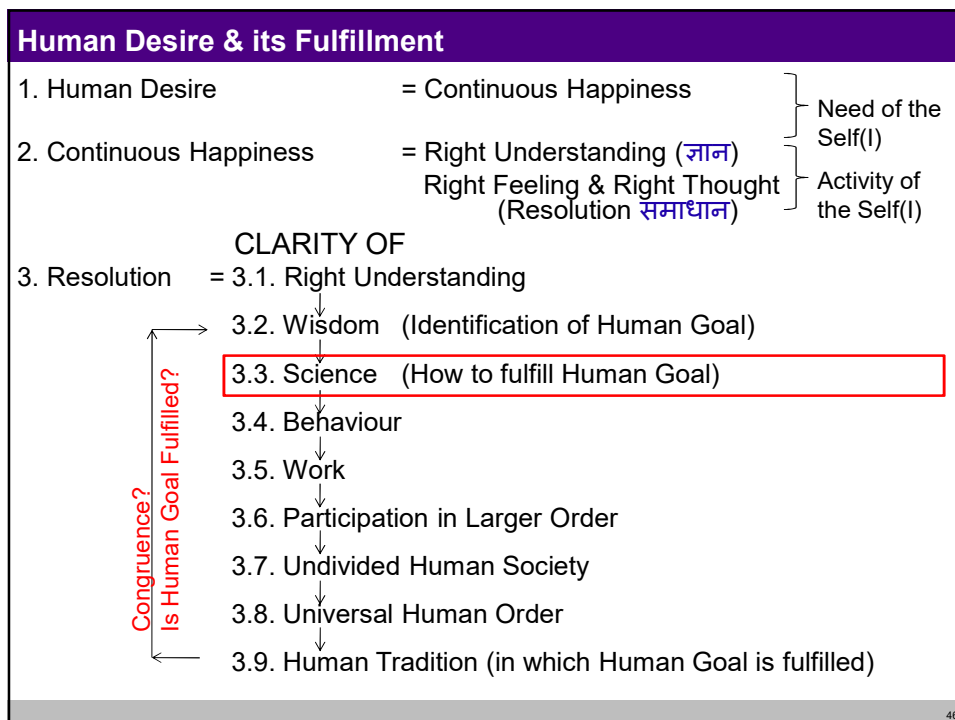 Human Desire & its Fulfillment
1. Human Desire = Continuous Happiness
Need of the
Self(I)
2. Continuous Happiness = Right Understanding (ज्ञान)
Right Feeling & Right Thought
(Resolution समाधान)
Activity of
the Self(I)
CLARITY OF
3. Resolution = 3.1. Right Understanding
3.2. Wisdom (Identification of Human Goal)
3.3. Science (How to fulfill Human Goal)
3.4. Behaviour
3.5. Work
3.6. Participation in Larger Order
3.7. Undivided Human Society
3.8. Universal Human Order
3.9. Human Tradition (in which Human Goal is fulfilled)
Congruence?
Is Human Goal Fulfilled?
46